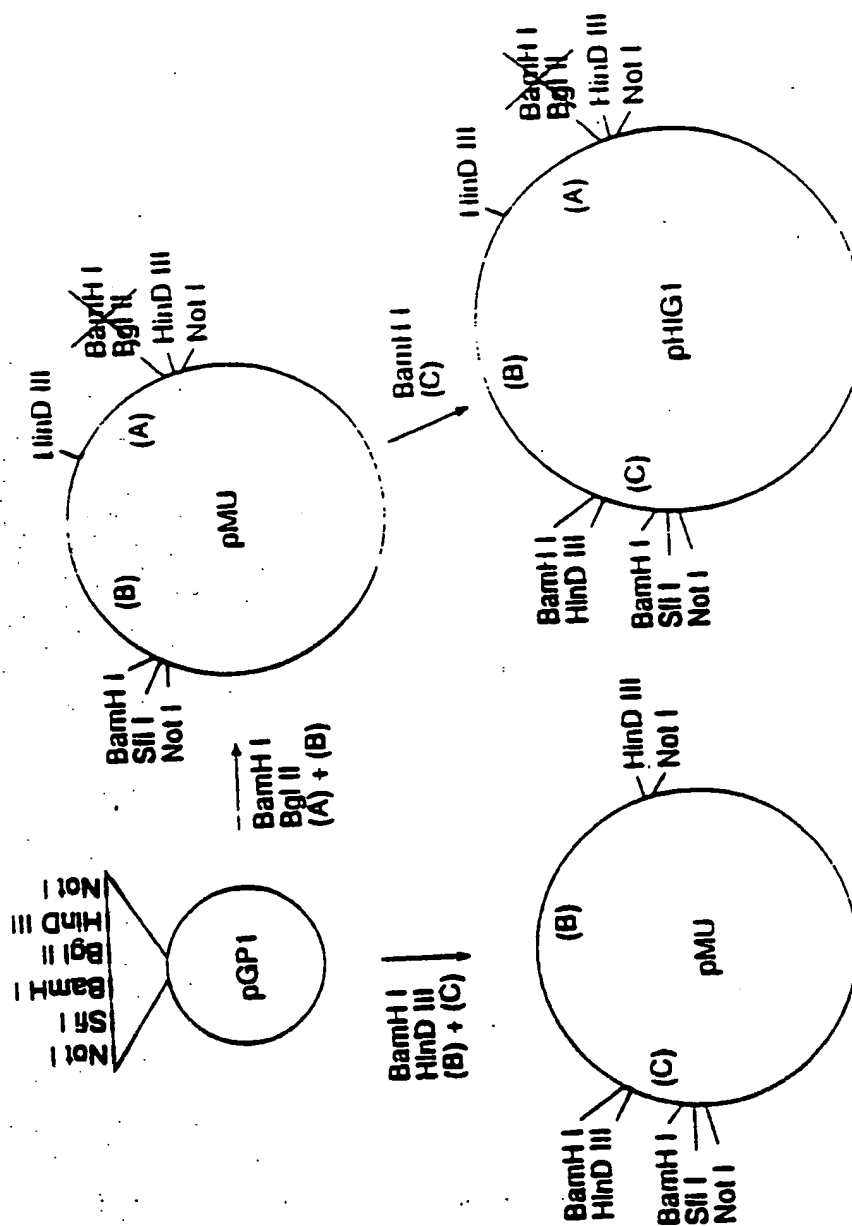 Not I
Sfi I
BamH I
Bgl II
HinD III
Not I
pGP1
BamH I
Bgl II
(A) + (B)
BamH I
Sfi I
Not I
(B)
HinD III
(A)
BamH I
Bgl II
HinD III
Not I
pMU
BamH I
HinD III
(B) + (C)
BamH I
(C)
BamH I
HinD III
(C)
BamH I
Sfi I
Not I
(B)
HinD III
Not I
pMU
BamH I
HinD III
(C)
BamH I
Sfi I
Not I
(B)
HinD III
(A)
BamH I
Bgl II
HinD III
Not I
pHIG1